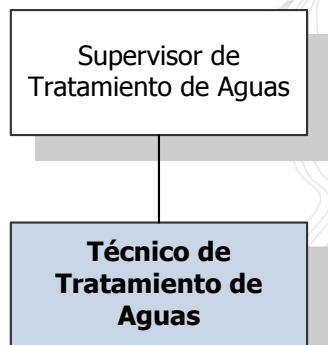 Supervisor de
Tratamiento de Aguas
Técnico de
Tratamiento de
Aguas